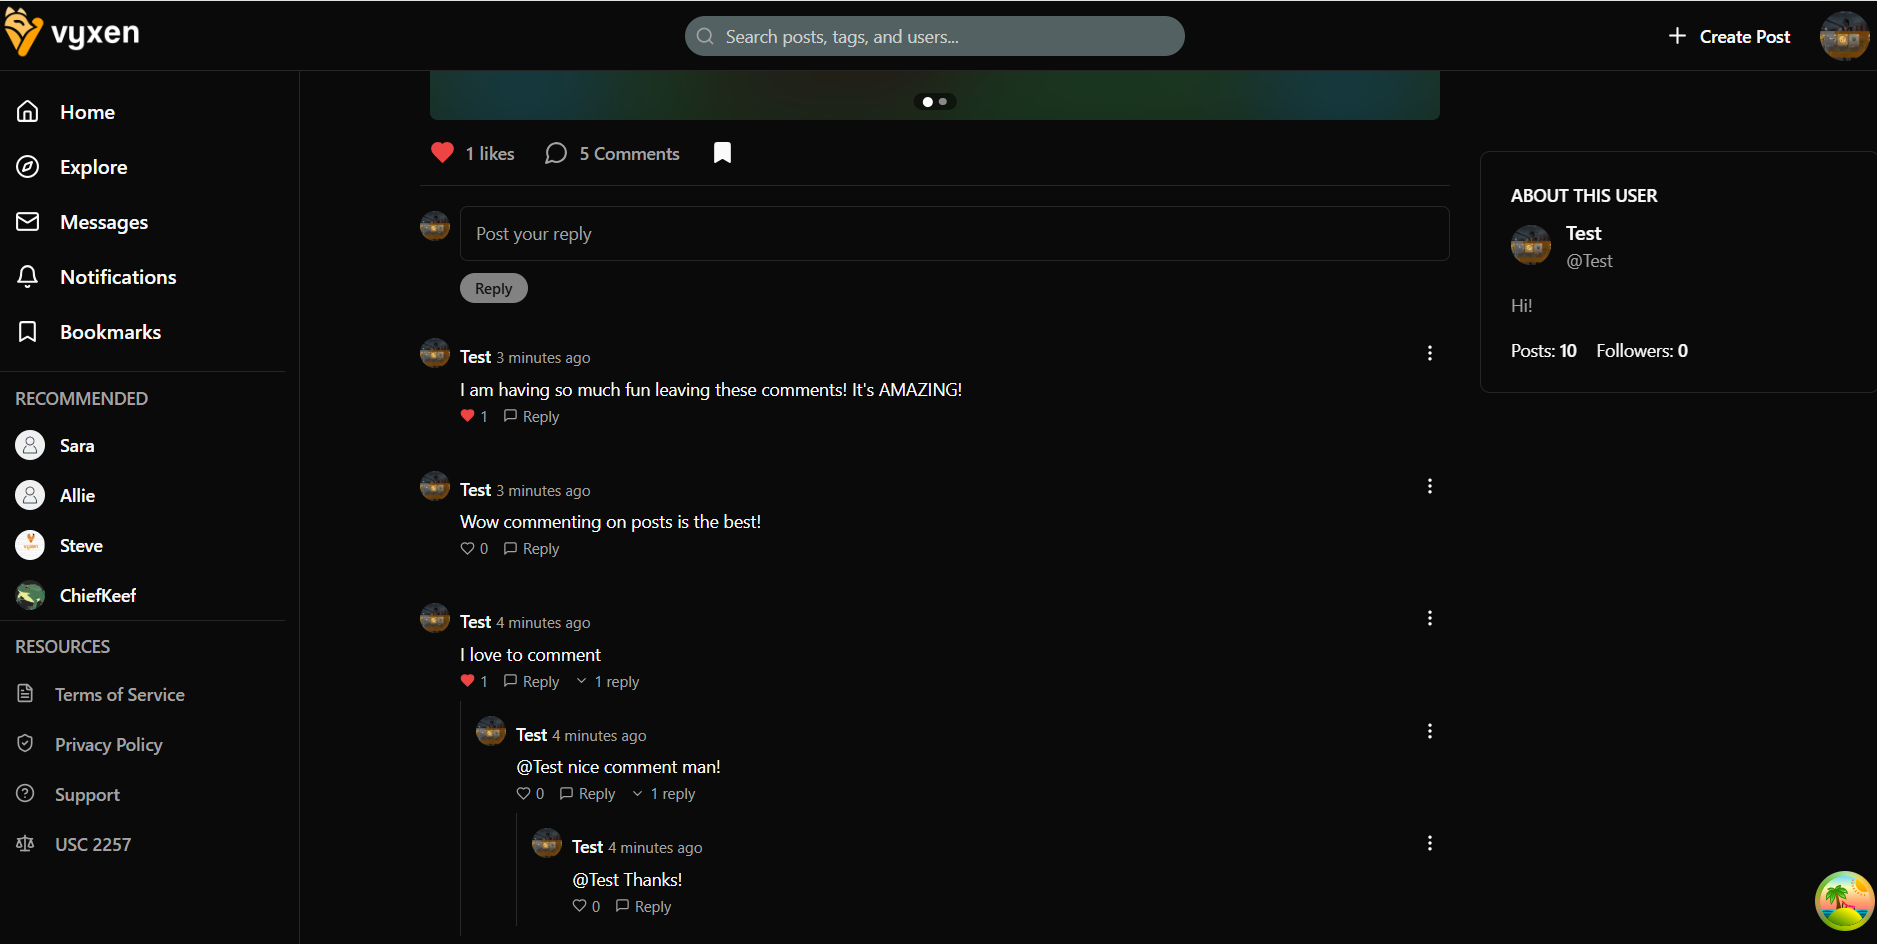 vyxen
Search posts, tags, and users...
Create Post
Home
Explore
Messages
Notifications
Bookmarks
RECOMMENDED
Sara
Allie
Steve
ChiefKeef
RESOURCES
Terms of Service
Privacy Policy
Support
USC 2257
1 likes 5 Comments
Post your reply
Reply
Test 3 minutes ago
I am having so much fun leaving these comments! It's AMAZING!
1 Reply
Test 3 minutes ago
Wow commenting on posts is the best!
0 Reply
Test 4 minutes ago
I love to comment
1 Reply 1 reply
Test 4 minutes ago
@Test nice comment man!
0 Reply 1 reply
Test 4 minutes ago
@Test Thanks!
0 Reply
ABOUT THIS USER
Test
@Test
Hi!
Posts: 10 Followers: 0